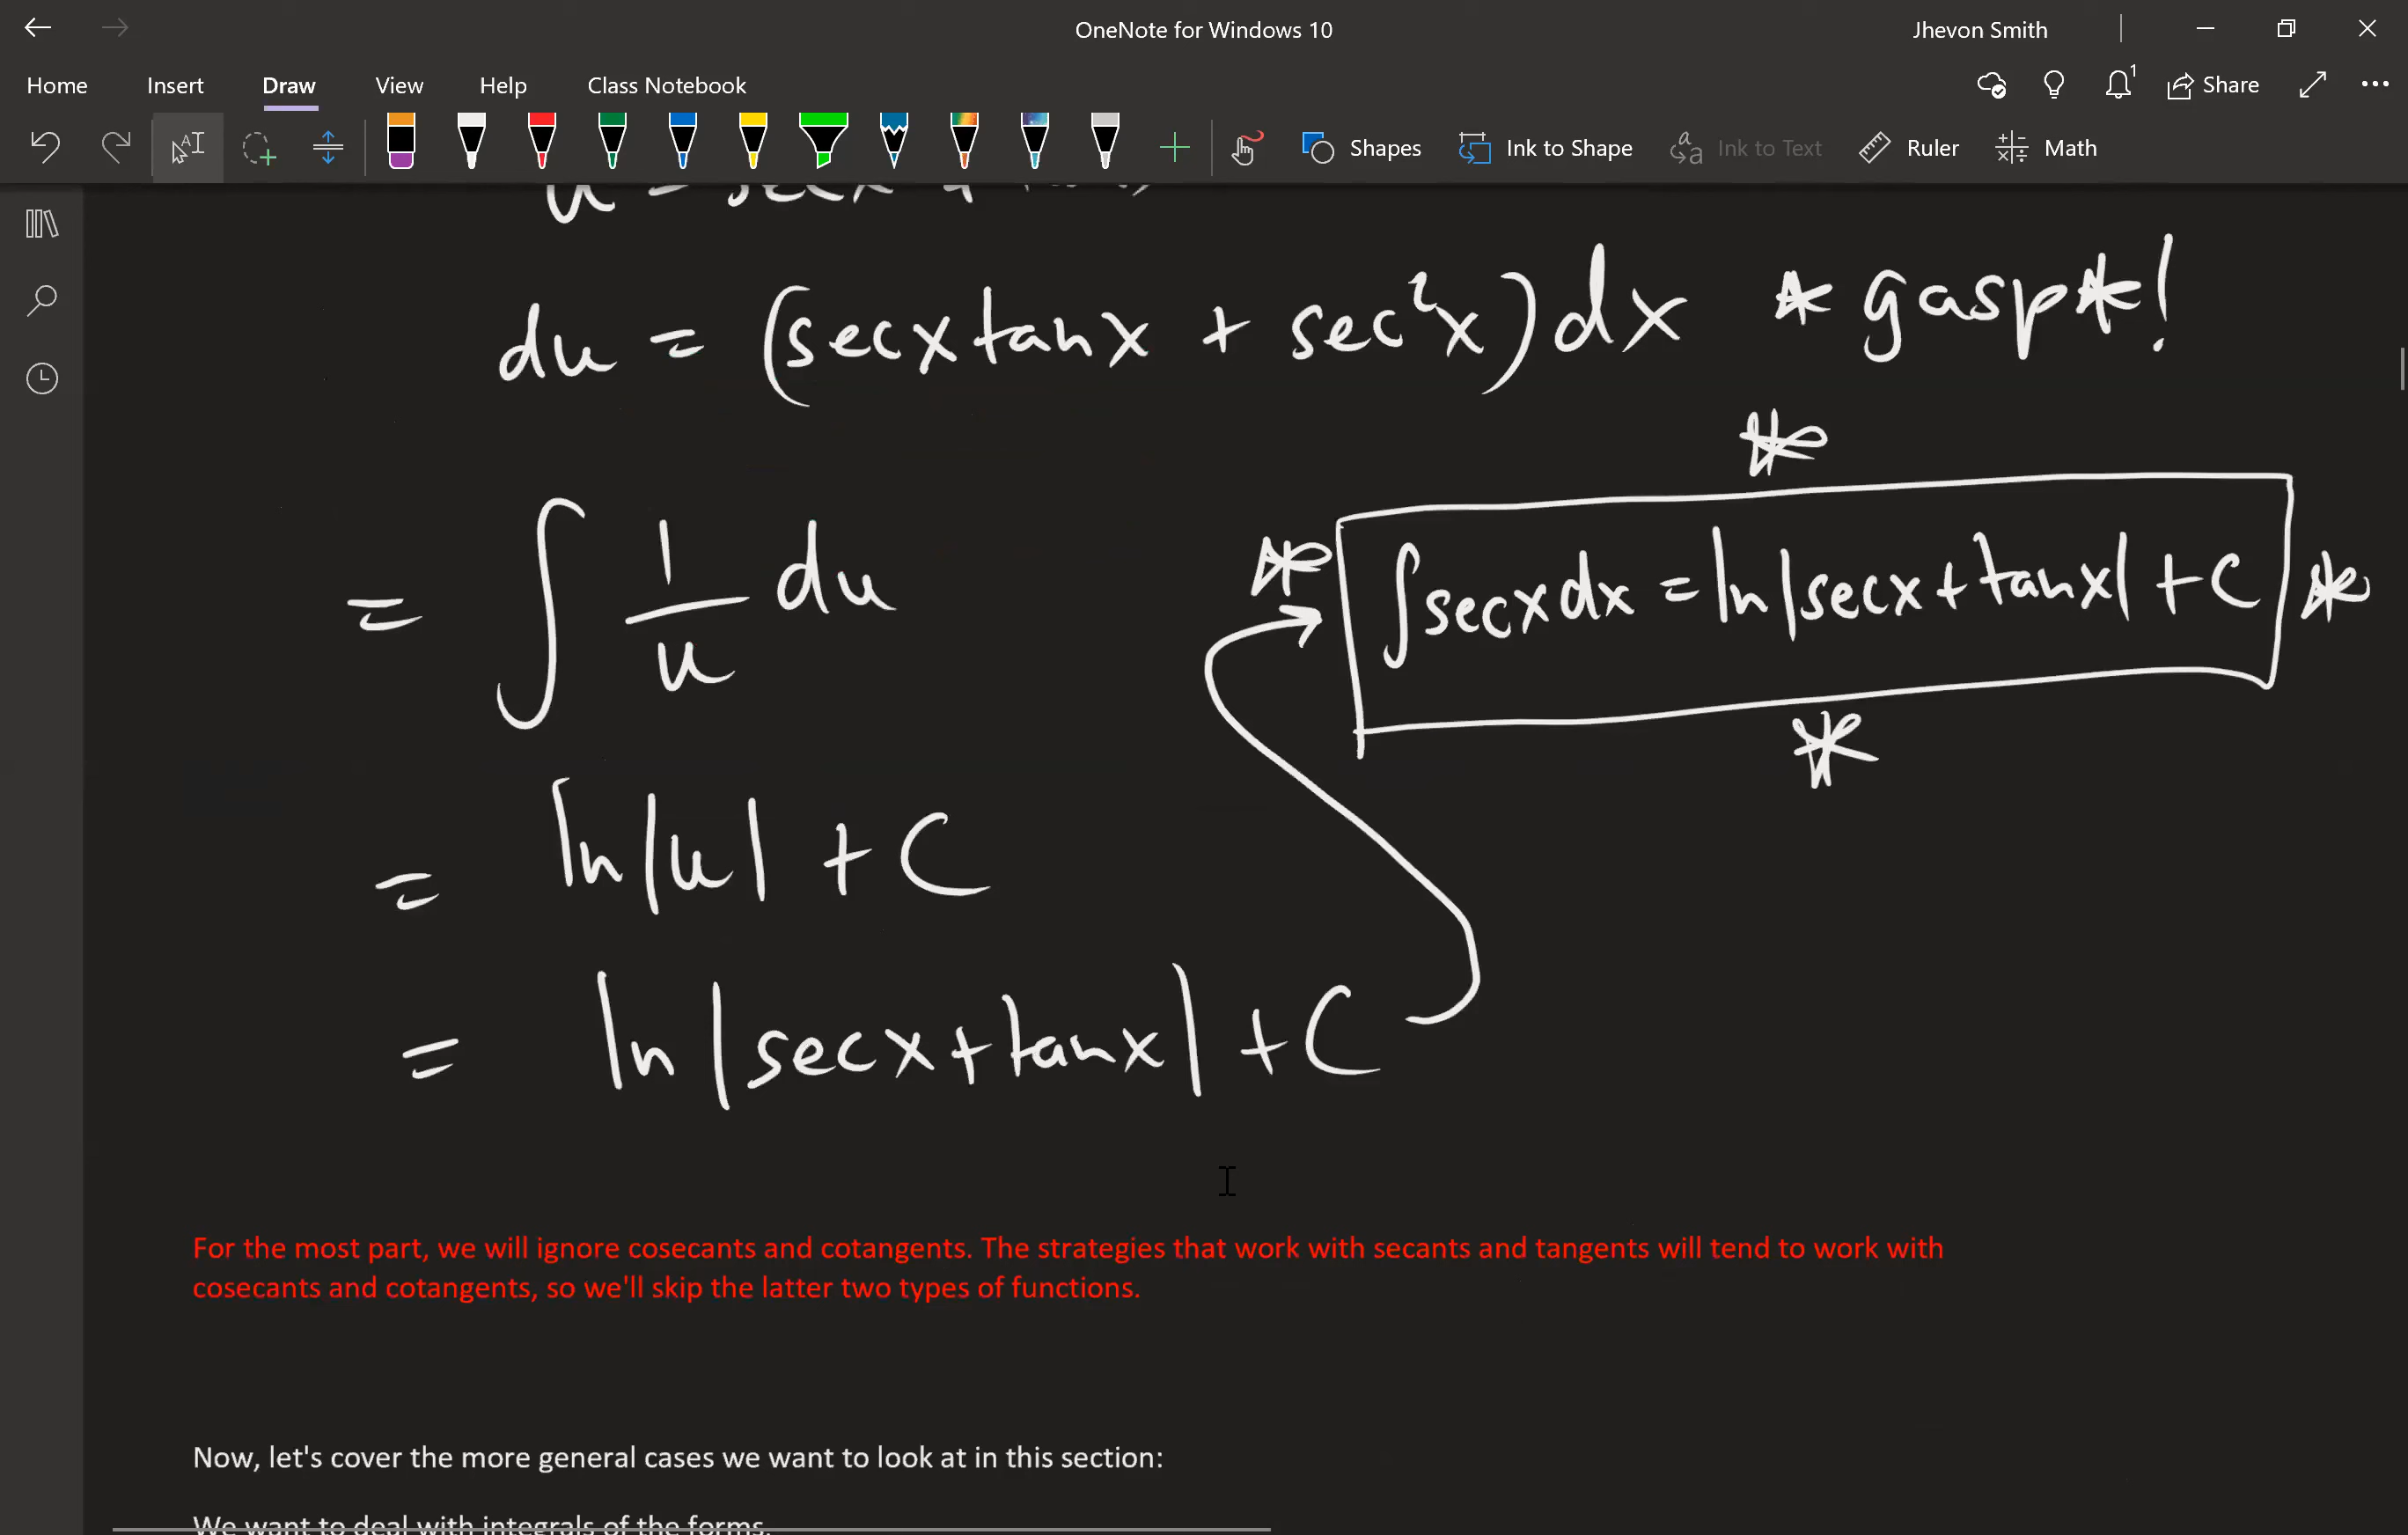 OneNote for Windows 10 Jhevon Smith
Home Insert Draw View Help Class Notebook 1 Share
Shapes Ink to Shape Ink to Text Ruler Math
u = secx +
du = (secxtanx + sec²x)dx *gasp*!
= ∫ 1/u du
* ∫secxdx = ln|secx+tanx| +C *
= ln|u| + C
= ln|secx+tanx| +C
For the most part, we will ignore cosecants and cotangents. The strategies that work with secants and tangents will tend to work with
cosecants and cotangents, so we'll skip the latter two types of functions.
Now, let's cover the more general cases we want to look at in this section:
We want to deal with integrals of the forms.